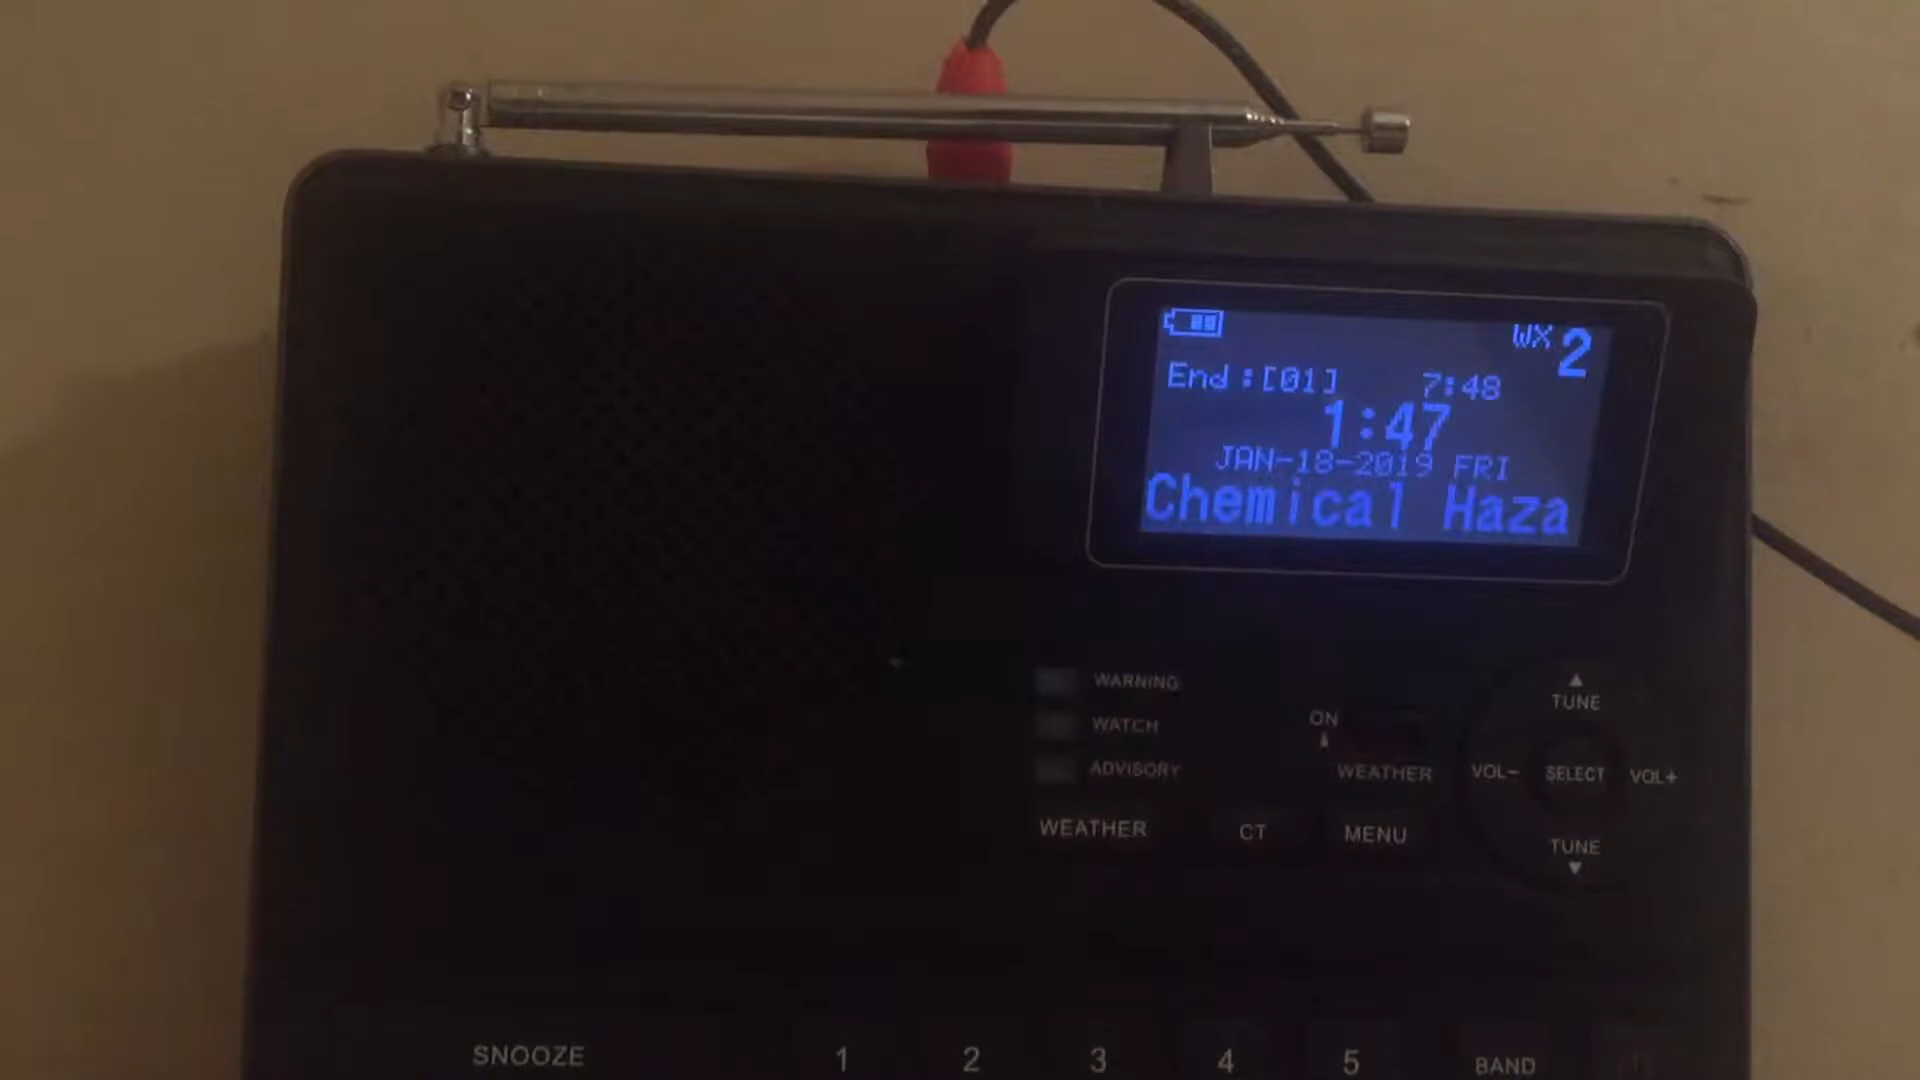 WX 2
End:[01] 7:48
1:47
JAN-18-2019 FRI
Chemical Haza
WARNING
WATCH
ADVISORY
ON
WEATHER
TUNE
VOL- SELECT VOL+
TUNE
WEATHER CT MENU
SNOOZE 1 2 3 4 5 BAND